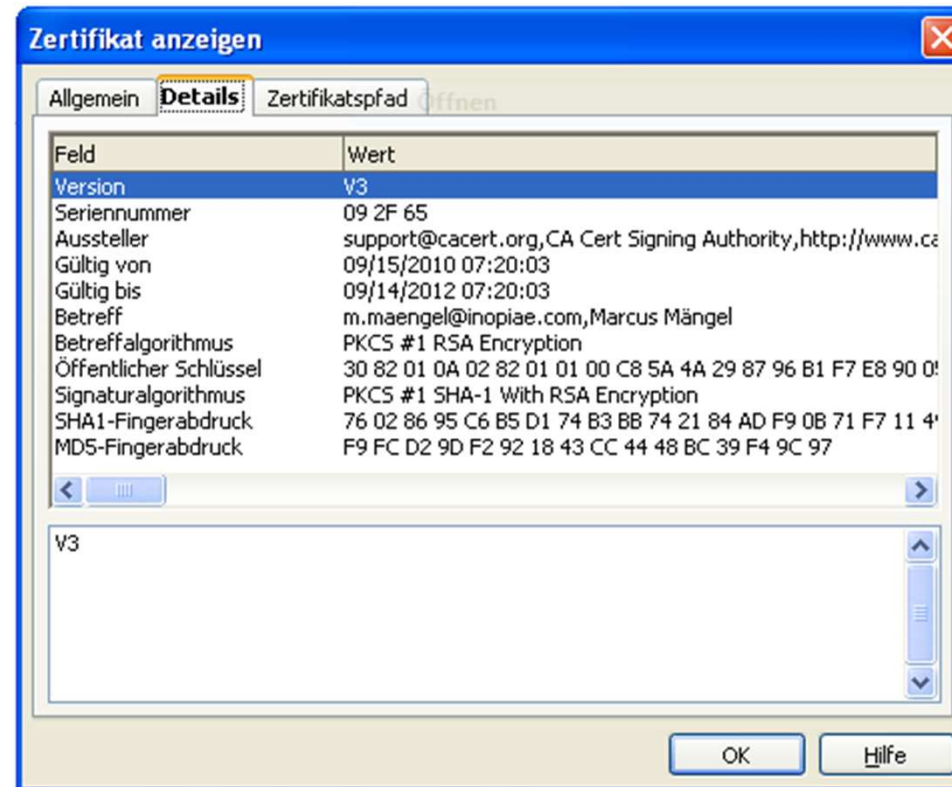 Zertifikat anzeigen
Allgemein Details Zertifikatspfad Öffnen
Feld Wert
Version V3
Seriennummer 09 2F 65
Aussteller support@cacert.org,CA Cert Signing Authority,http://www.ca
Gültig von 09/15/2010 07:20:03
Gültig bis 09/14/2012 07:20:03
Betreff m.maengel@inopiae.com,Marcus Mängel
Betreffalgorithmus PKCS #1 RSA Encryption
Öffentlicher Schlüssel 30 82 01 0A 02 82 01 01 00 C8 5A 4A 29 87 96 B1 F7 E8 90
Signaturalgorithmus PKCS #1 SHA-1 With RSA Encryption
SHA1-Fingerabdruck 76 02 86 95 C6 B5 D1 74 B3 BB 74 21 84 AD F9 0B 71 F7 11
MD5-Fingerabdruck F9 FC D2 9D F2 92 18 43 CC 44 48 BC 39 F4 9C 97
V3
OK Hilfe